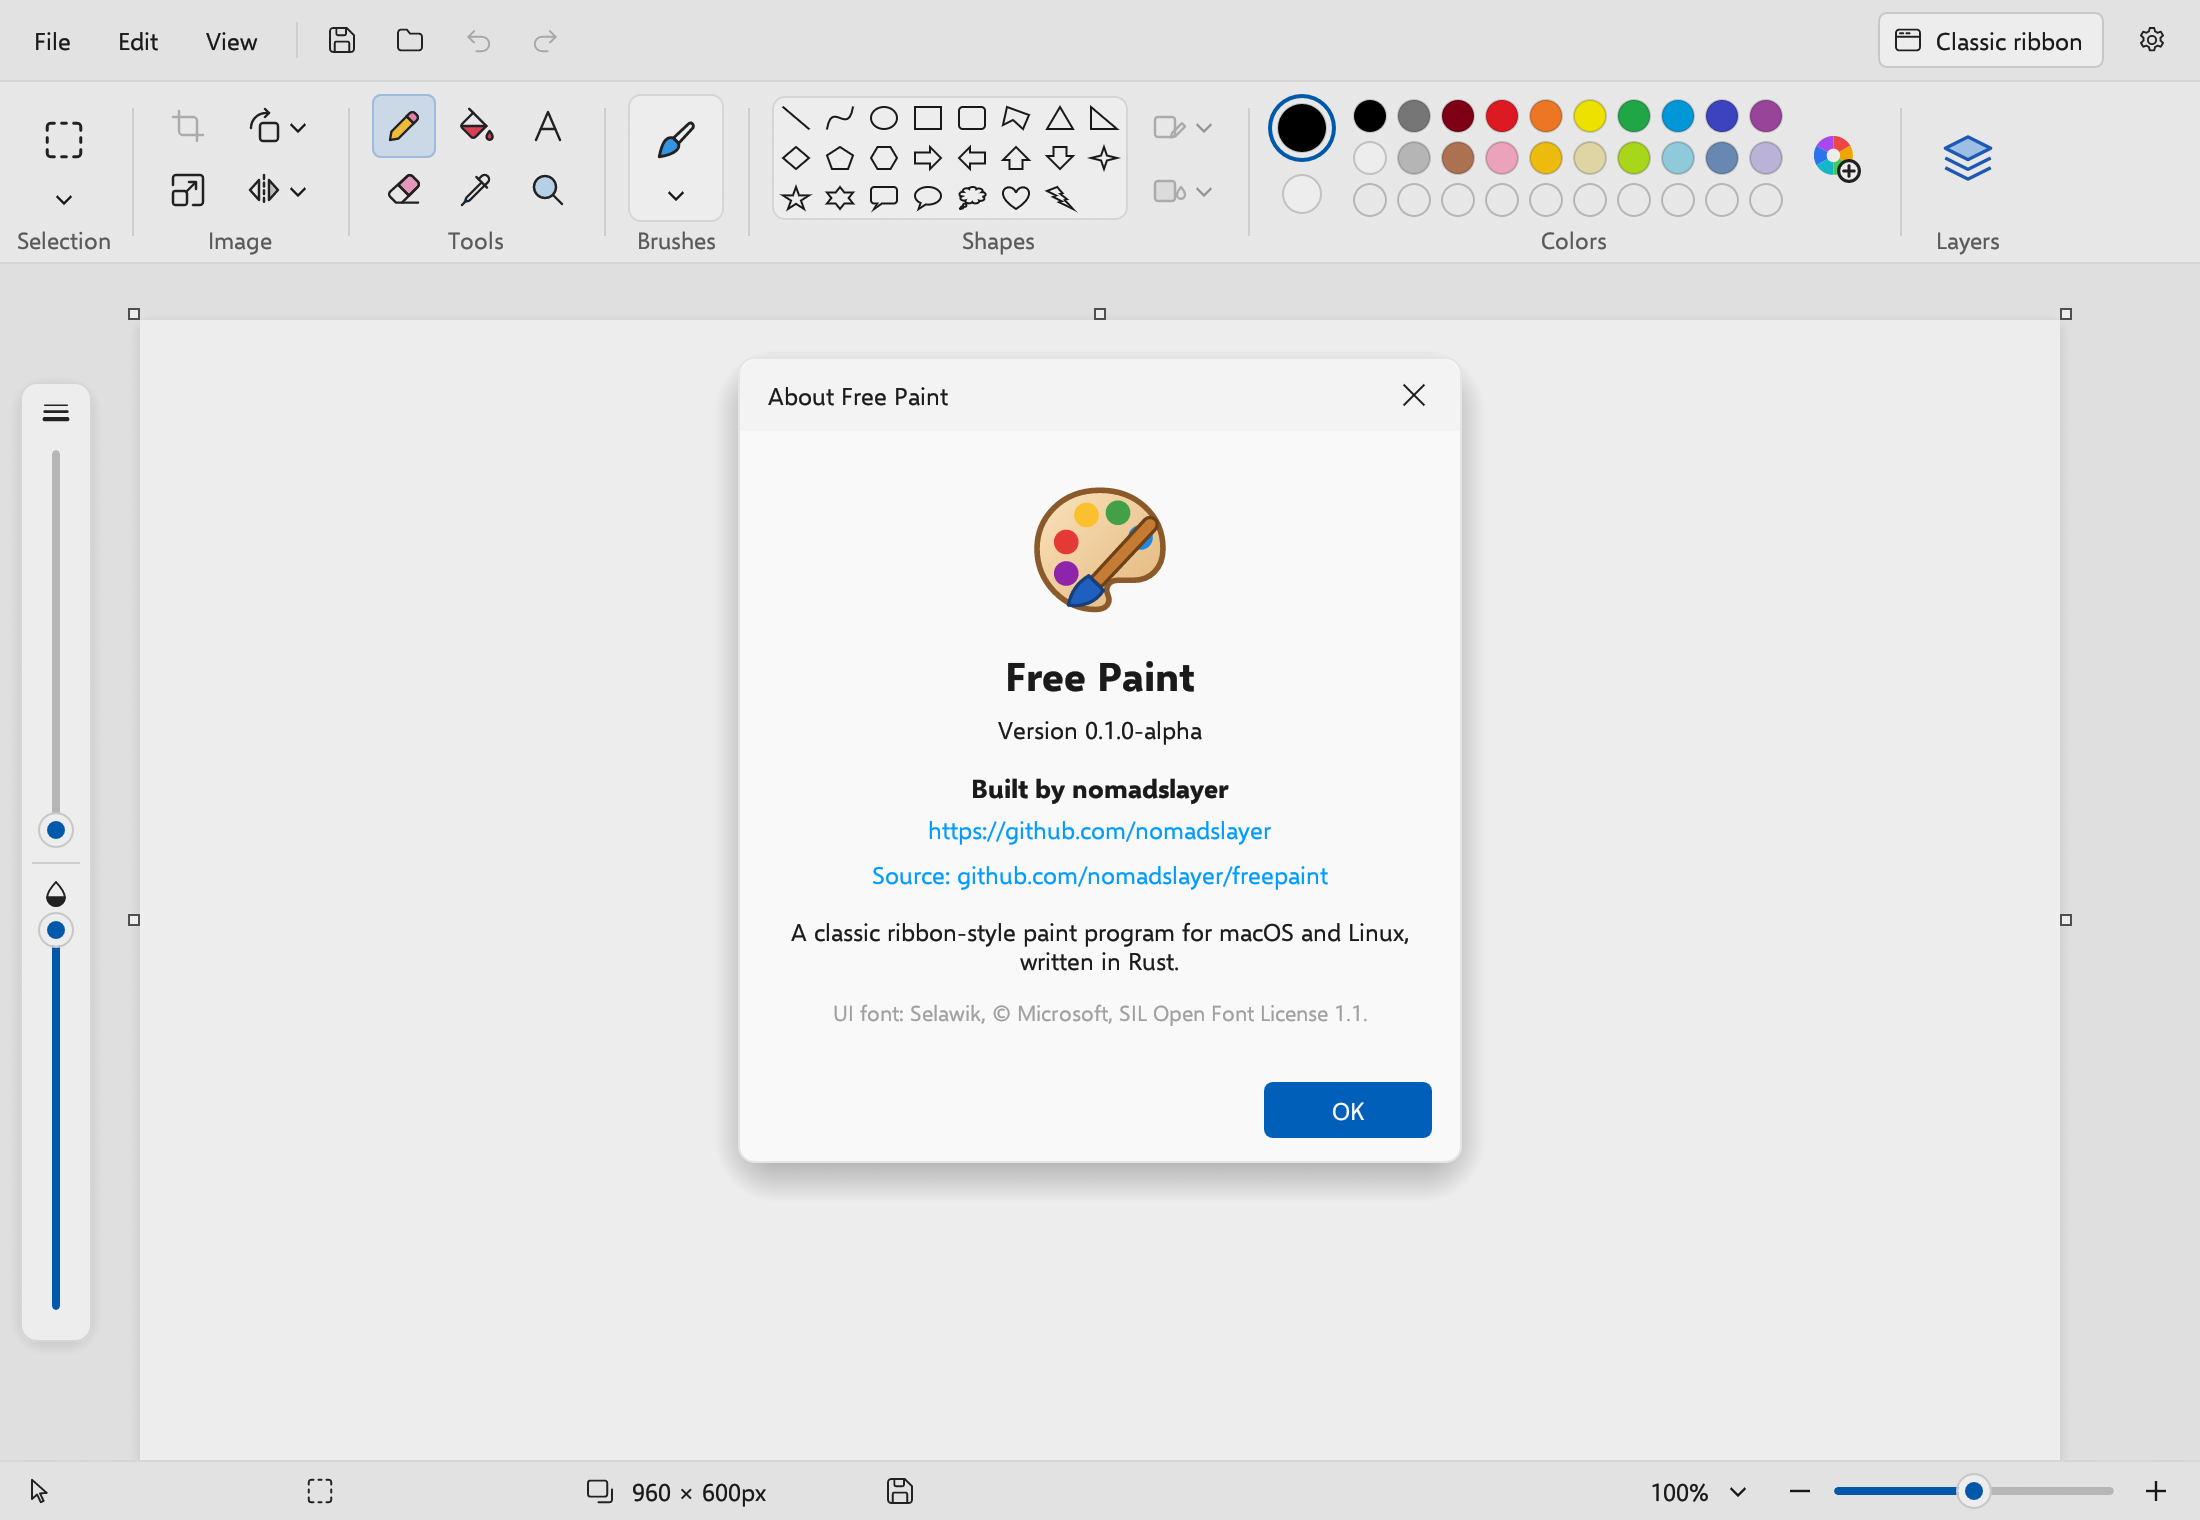 File Edit View Classic ribbon
Selection Image Tools Brushes Shapes Colors Layers
About Free Paint
Free Paint
Version 0.1.0-alpha
Built by nomadslayer
https://github.com/nomadslayer
Source: github.com/nomadslayer/freepaint
A classic ribbon-style paint program for macOS and Linux,
written in Rust.
UI font: Selawik, © Microsoft, SIL Open Font License 1.1.
OK
960 × 600px 100%